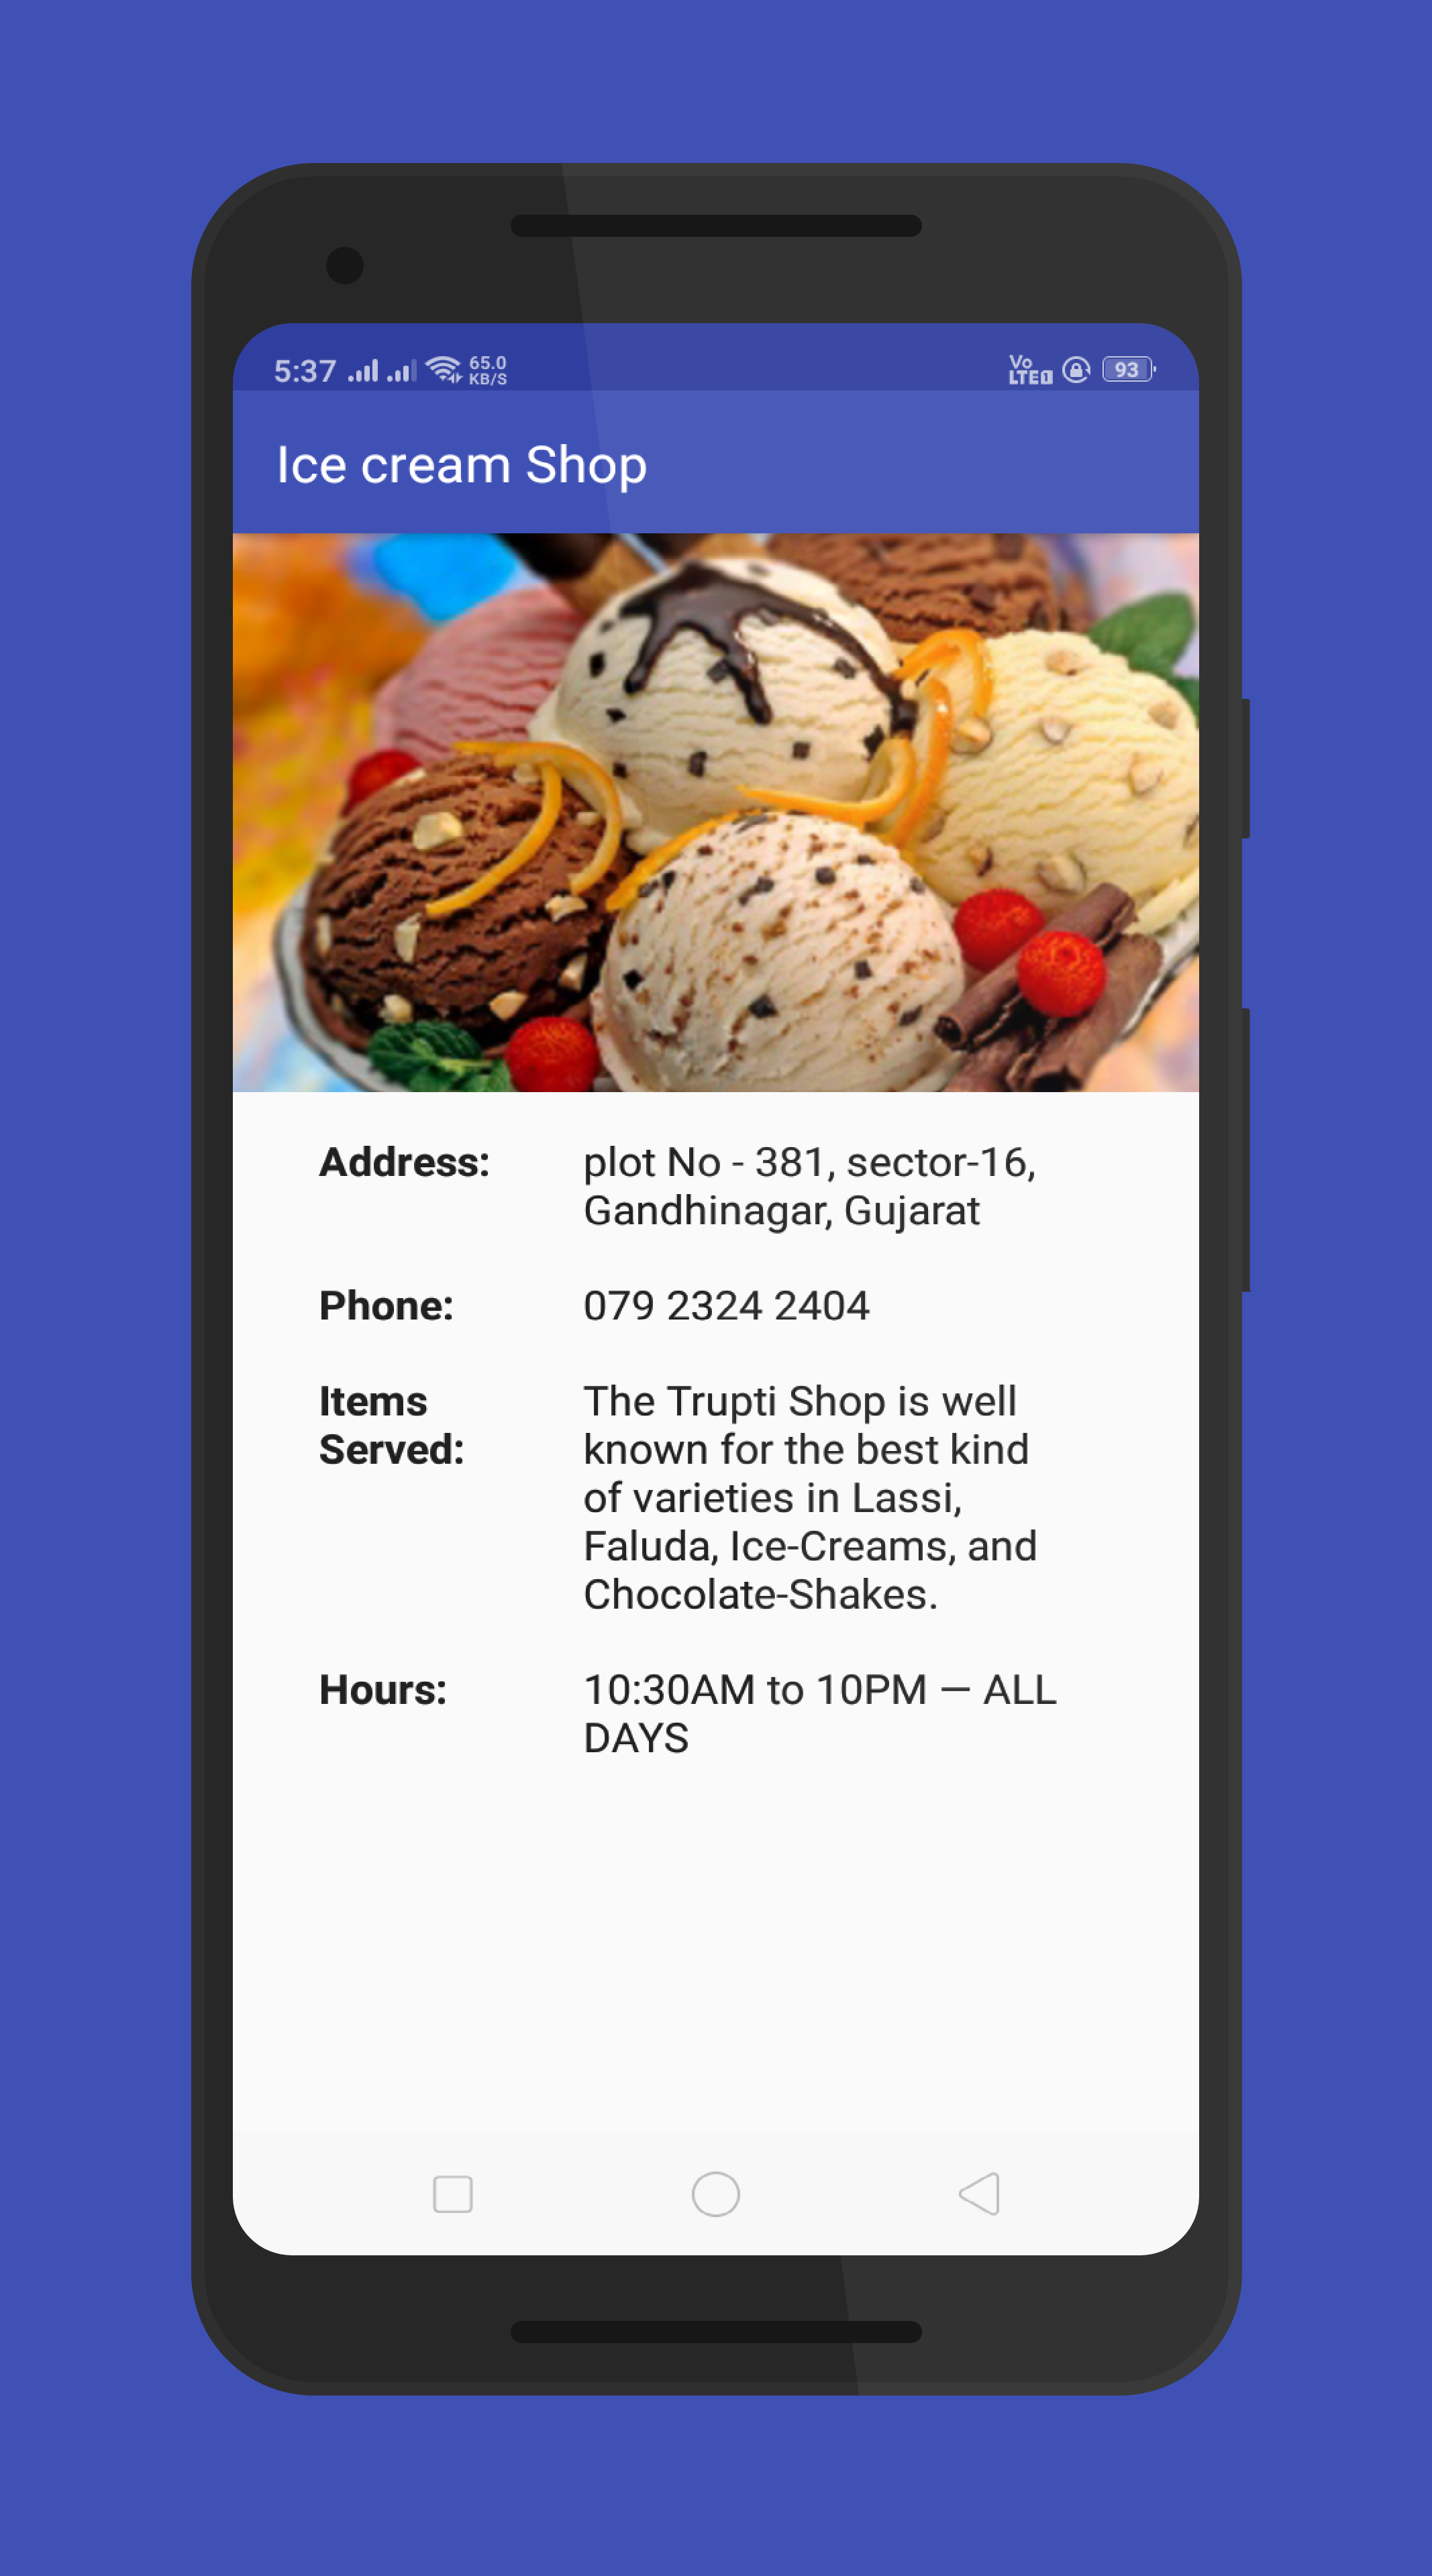 5:37 65.0 KB/S VoLTE1 93
Ice cream Shop
Address: plot No - 381, sector-16,
Gandhinagar, Gujarat
Phone: 079 2324 2404
Items Served: The Trupti Shop is well
known for the best kind
of varieties in Lassi,
Faluda, Ice-Creams, and
Chocolate-Shakes.
Hours: 10:30AM to 10PM — ALL
DAYS